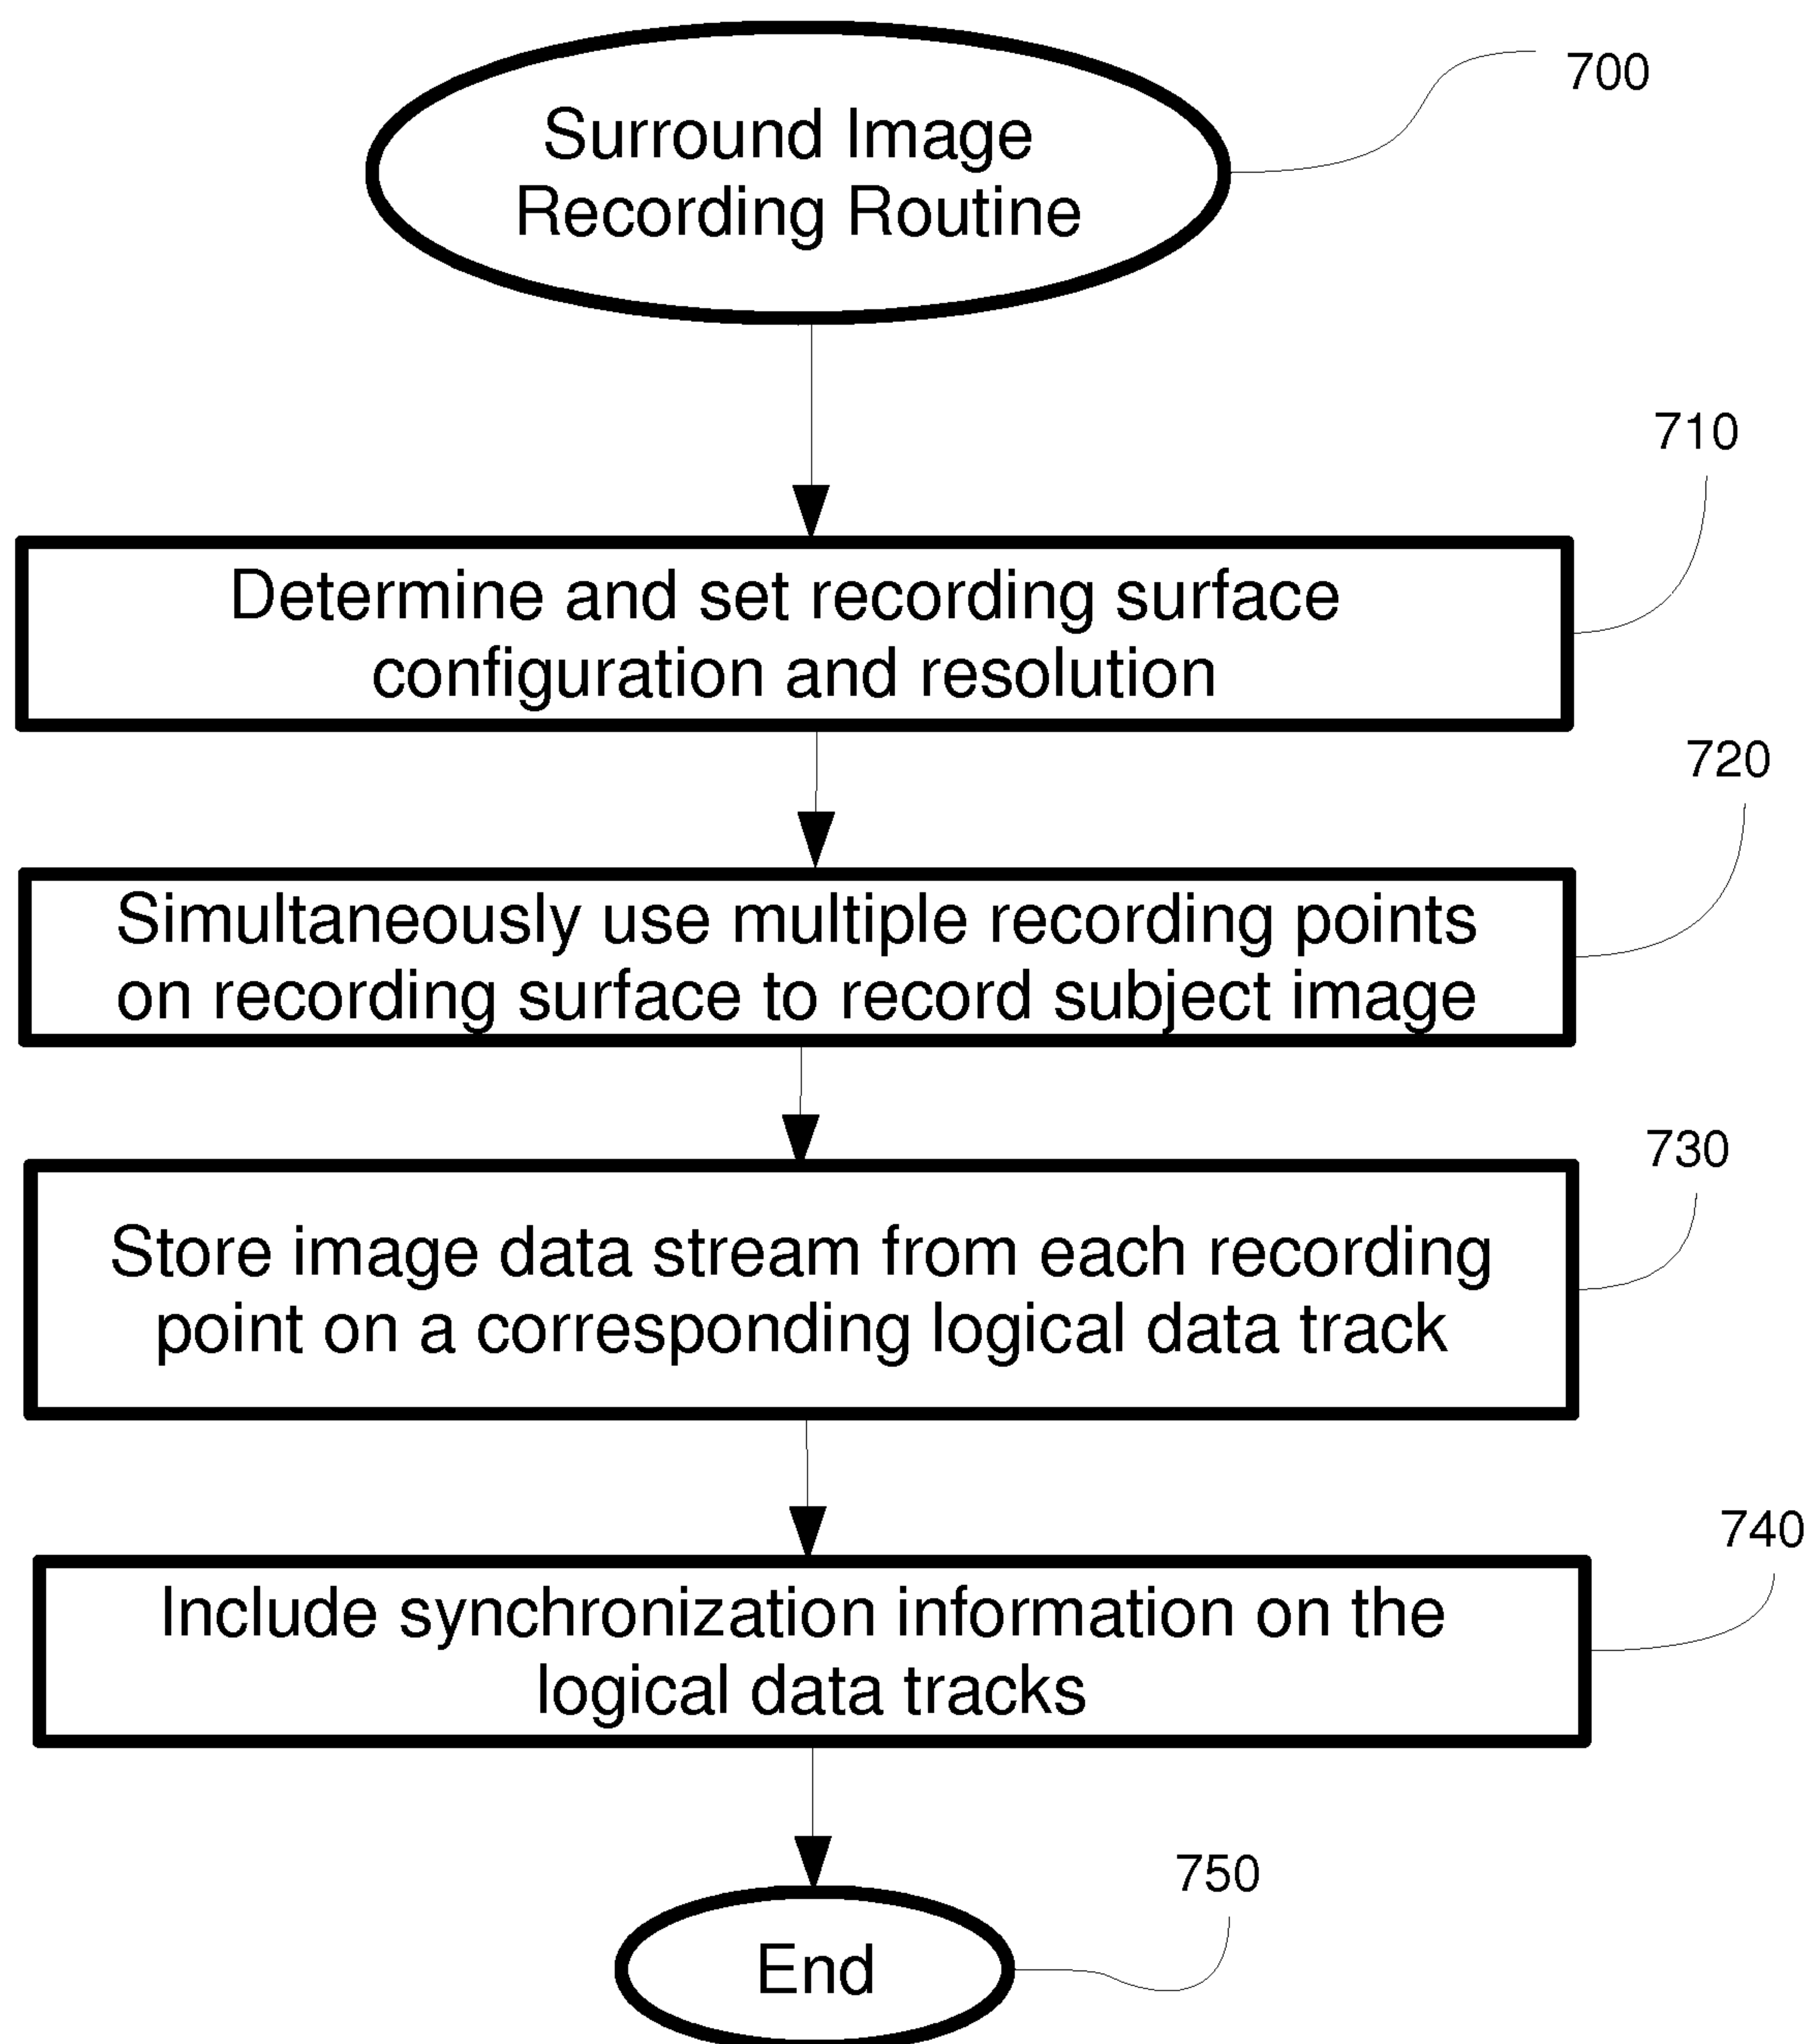 Surround Image
Recording Routine
700
710
Determine and set recording surface
configuration and resolution
720
Simultaneously use multiple recording points
on recording surface to record subject image
730
Store image data stream from each recording
point on a corresponding logical data track
740
Include synchronization information on the
logical data tracks
750
End